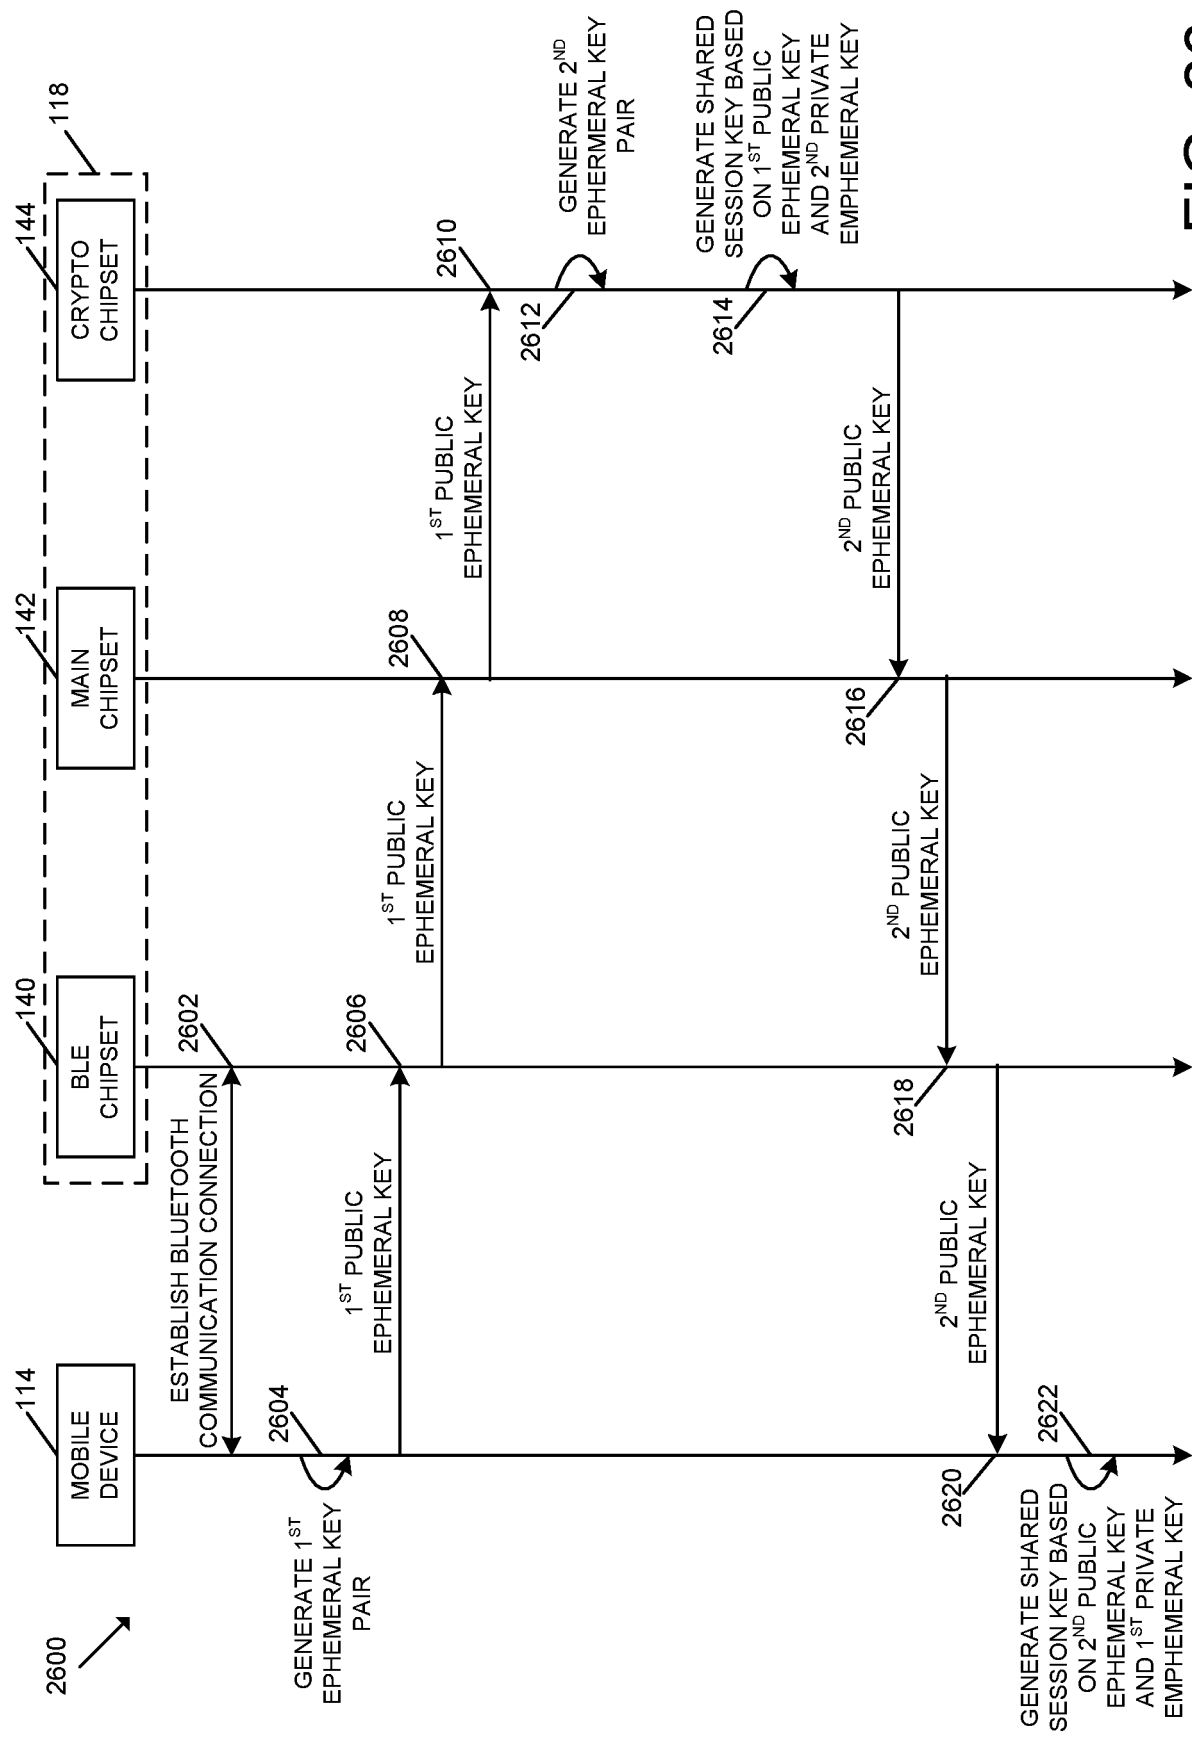 2600
114
MOBILE
DEVICE
118
140
BLE
CHIPSET
142
MAIN
CHIPSET
144
CRYPTO
CHIPSET
ESTABLISH BLUETOOTH
COMMUNICATION CONNECTION
2602
GENERATE 1ST
EPHEMERAL KEY
PAIR
2604
1ST PUBLIC
EPHEMERAL KEY
2606
1ST PUBLIC
EPHEMERAL KEY
2608
1ST PUBLIC
EPHEMERAL KEY
2610
2612
GENERATE 2ND
EPHERMERAL KEY
PAIR
2614
GENERATE SHARED
SESSION KEY BASED
ON 1ST PUBLIC
EPHEMERAL KEY
AND 2ND PRIVATE
EMPHEMERAL KEY
2ND PUBLIC
EPHEMERAL KEY
2616
2ND PUBLIC
EPHEMERAL KEY
2618
2ND PUBLIC
EPHEMERAL KEY
2620
2622
GENERATE SHARED
SESSION KEY BASED
ON 2ND PUBLIC
EPHEMERAL KEY
AND 1ST PRIVATE
EMPHEMERAL KEY
FIG.